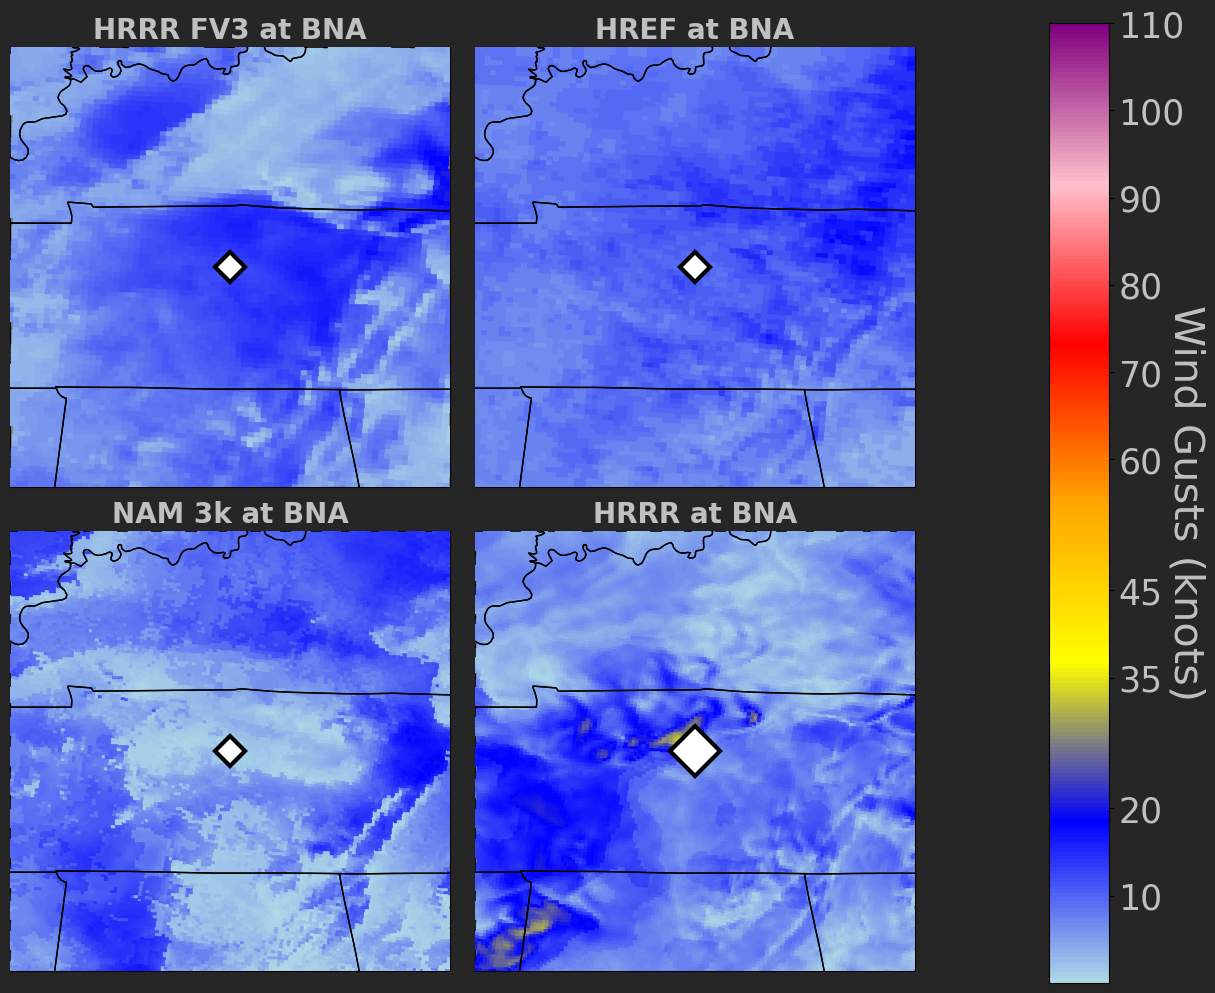 HRRR FV3 at BNA
HREF at BNA
NAM 3k at BNA
HRRR at BNA
110
100
90
80
70
60
45
35
20
10
Wind Gusts (knots)